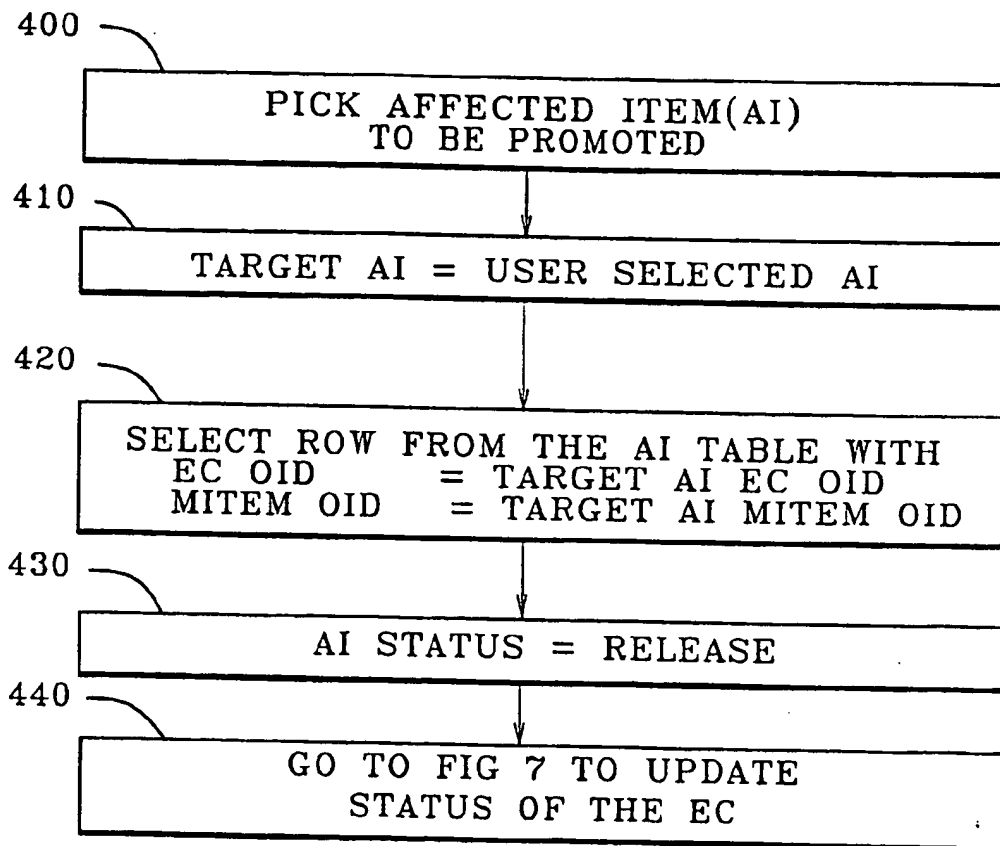 400
PICK AFFECTED ITEM(AI)
TO BE PROMOTED
410
TARGET AI = USER SELECTED AI
420
SELECT ROW FROM THE AI TABLE WITH
EC OID = TARGET AI EC OID
MITEM OID = TARGET AI MITEM OID
430
AI STATUS = RELEASE
440
GO TO FIG 7 TO UPDATE
STATUS OF THE EC